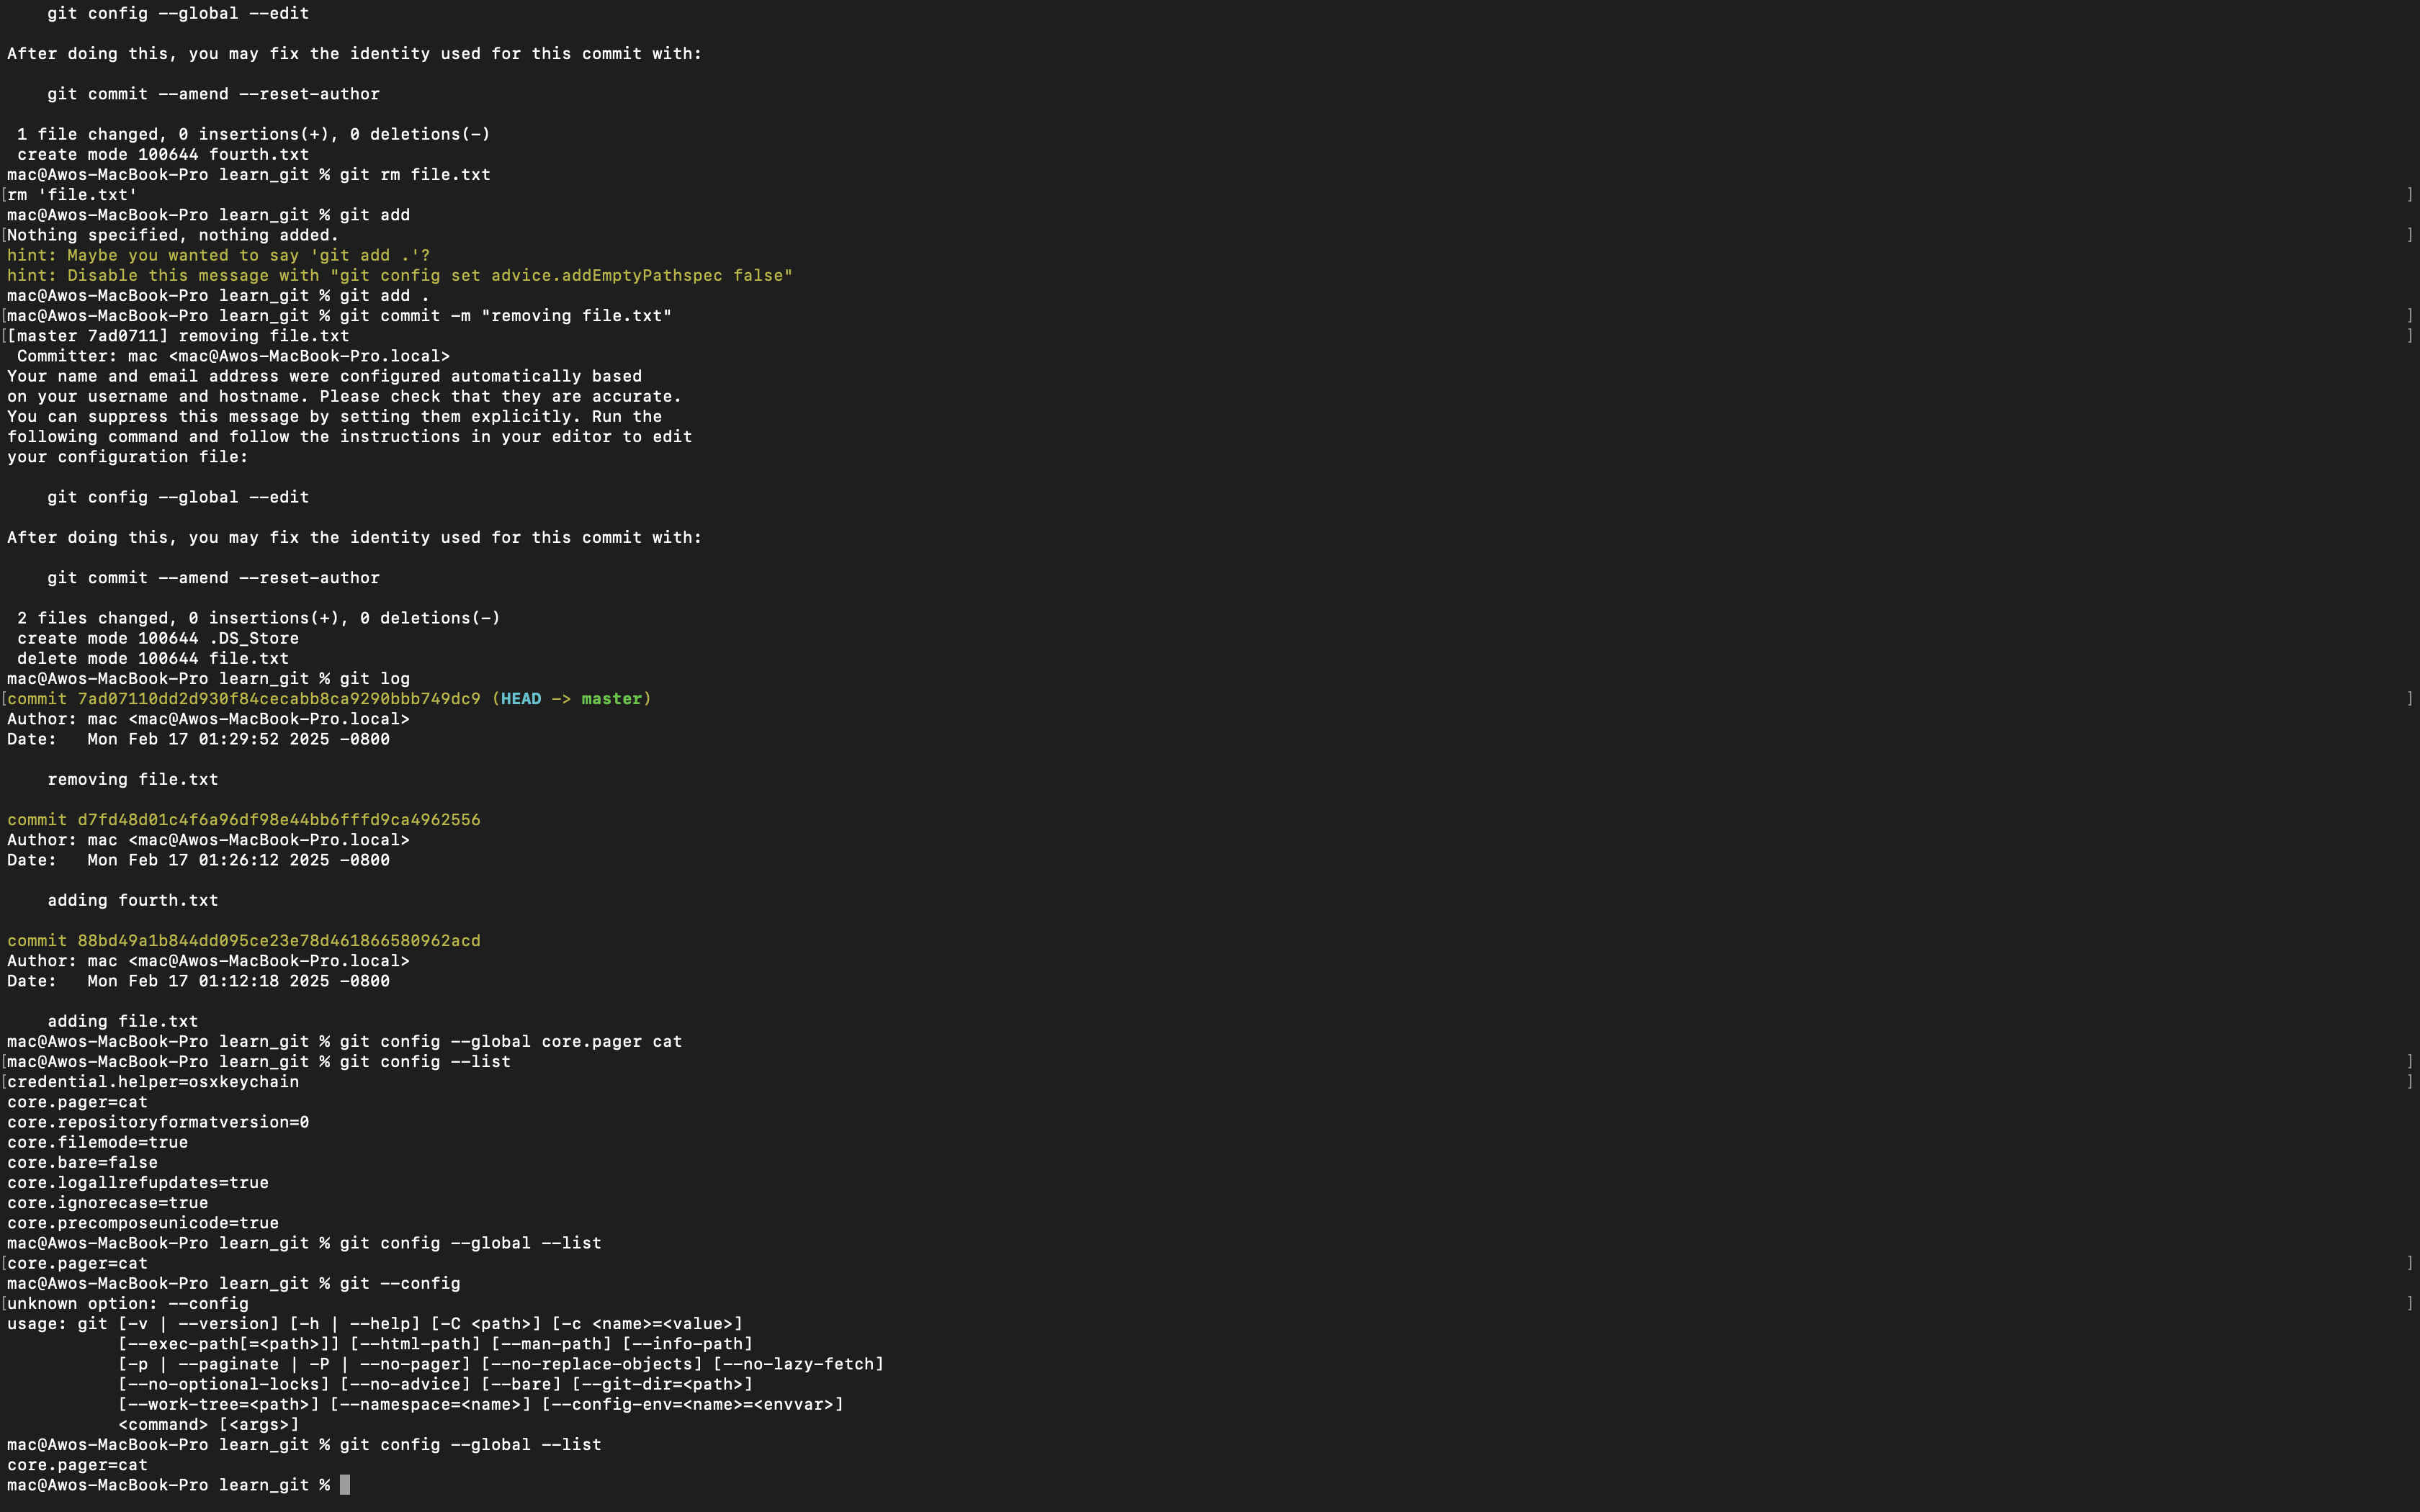 git config --global --edit

After doing this, you may fix the identity used for this commit with:

    git commit --amend --reset-author

 1 file changed, 0 insertions(+), 0 deletions(-)
 create mode 100644 fourth.txt
mac@Awos-MacBook-Pro learn_git % git rm file.txt
[rm 'file.txt' ]
mac@Awos-MacBook-Pro learn_git % git add
[Nothing specified, nothing added. ]
hint: Maybe you wanted to say 'git add .'?
hint: Disable this message with "git config set advice.addEmptyPathspec false"
mac@Awos-MacBook-Pro learn_git % git add .
[mac@Awos-MacBook-Pro learn_git % git commit -m "removing file.txt" ]
[[master 7ad0711] removing file.txt ]
 Committer: mac <mac@Awos-MacBook-Pro.local>
Your name and email address were configured automatically based
on your username and hostname. Please check that they are accurate.
You can suppress this message by setting them explicitly. Run the
following command and follow the instructions in your editor to edit
your configuration file:

    git config --global --edit

After doing this, you may fix the identity used for this commit with:

    git commit --amend --reset-author

 2 files changed, 0 insertions(+), 0 deletions(-)
 create mode 100644 .DS_Store
 delete mode 100644 file.txt
mac@Awos-MacBook-Pro learn_git % git log
[commit 7ad07110dd2d930f84cecabb8ca9290bbb749dc9 (HEAD -> master) ]
Author: mac <mac@Awos-MacBook-Pro.local>
Date:   Mon Feb 17 01:29:52 2025 -0800

    removing file.txt

commit d7fd48d01c4f6a96df98e44bb6fffd9ca4962556
Author: mac <mac@Awos-MacBook-Pro.local>
Date:   Mon Feb 17 01:26:12 2025 -0800

    adding fourth.txt

commit 88bd49a1b844dd095ce23e78d461866580962acd
Author: mac <mac@Awos-MacBook-Pro.local>
Date:   Mon Feb 17 01:12:18 2025 -0800

    adding file.txt
mac@Awos-MacBook-Pro learn_git % git config --global core.pager cat
[mac@Awos-MacBook-Pro learn_git % git config --list ]
[credential.helper=osxkeychain ]
core.pager=cat
core.repositoryformatversion=0
core.filemode=true
core.bare=false
core.logallrefupdates=true
core.ignorecase=true
core.precomposeunicode=true
mac@Awos-MacBook-Pro learn_git % git config --global --list
[core.pager=cat ]
mac@Awos-MacBook-Pro learn_git % git --config
[unknown option: --config ]
usage: git [-v | --version] [-h | --help] [-C <path>] [-c <name>=<value>]
           [--exec-path[=<path>]] [--html-path] [--man-path] [--info-path]
           [-p | --paginate | -P | --no-pager] [--no-replace-objects] [--no-lazy-fetch]
           [--no-optional-locks] [--no-advice] [--bare] [--git-dir=<path>]
           [--work-tree=<path>] [--namespace=<name>] [--config-env=<name>=<envvar>]
           <command> [<args>]
mac@Awos-MacBook-Pro learn_git % git config --global --list
core.pager=cat
mac@Awos-MacBook-Pro learn_git %